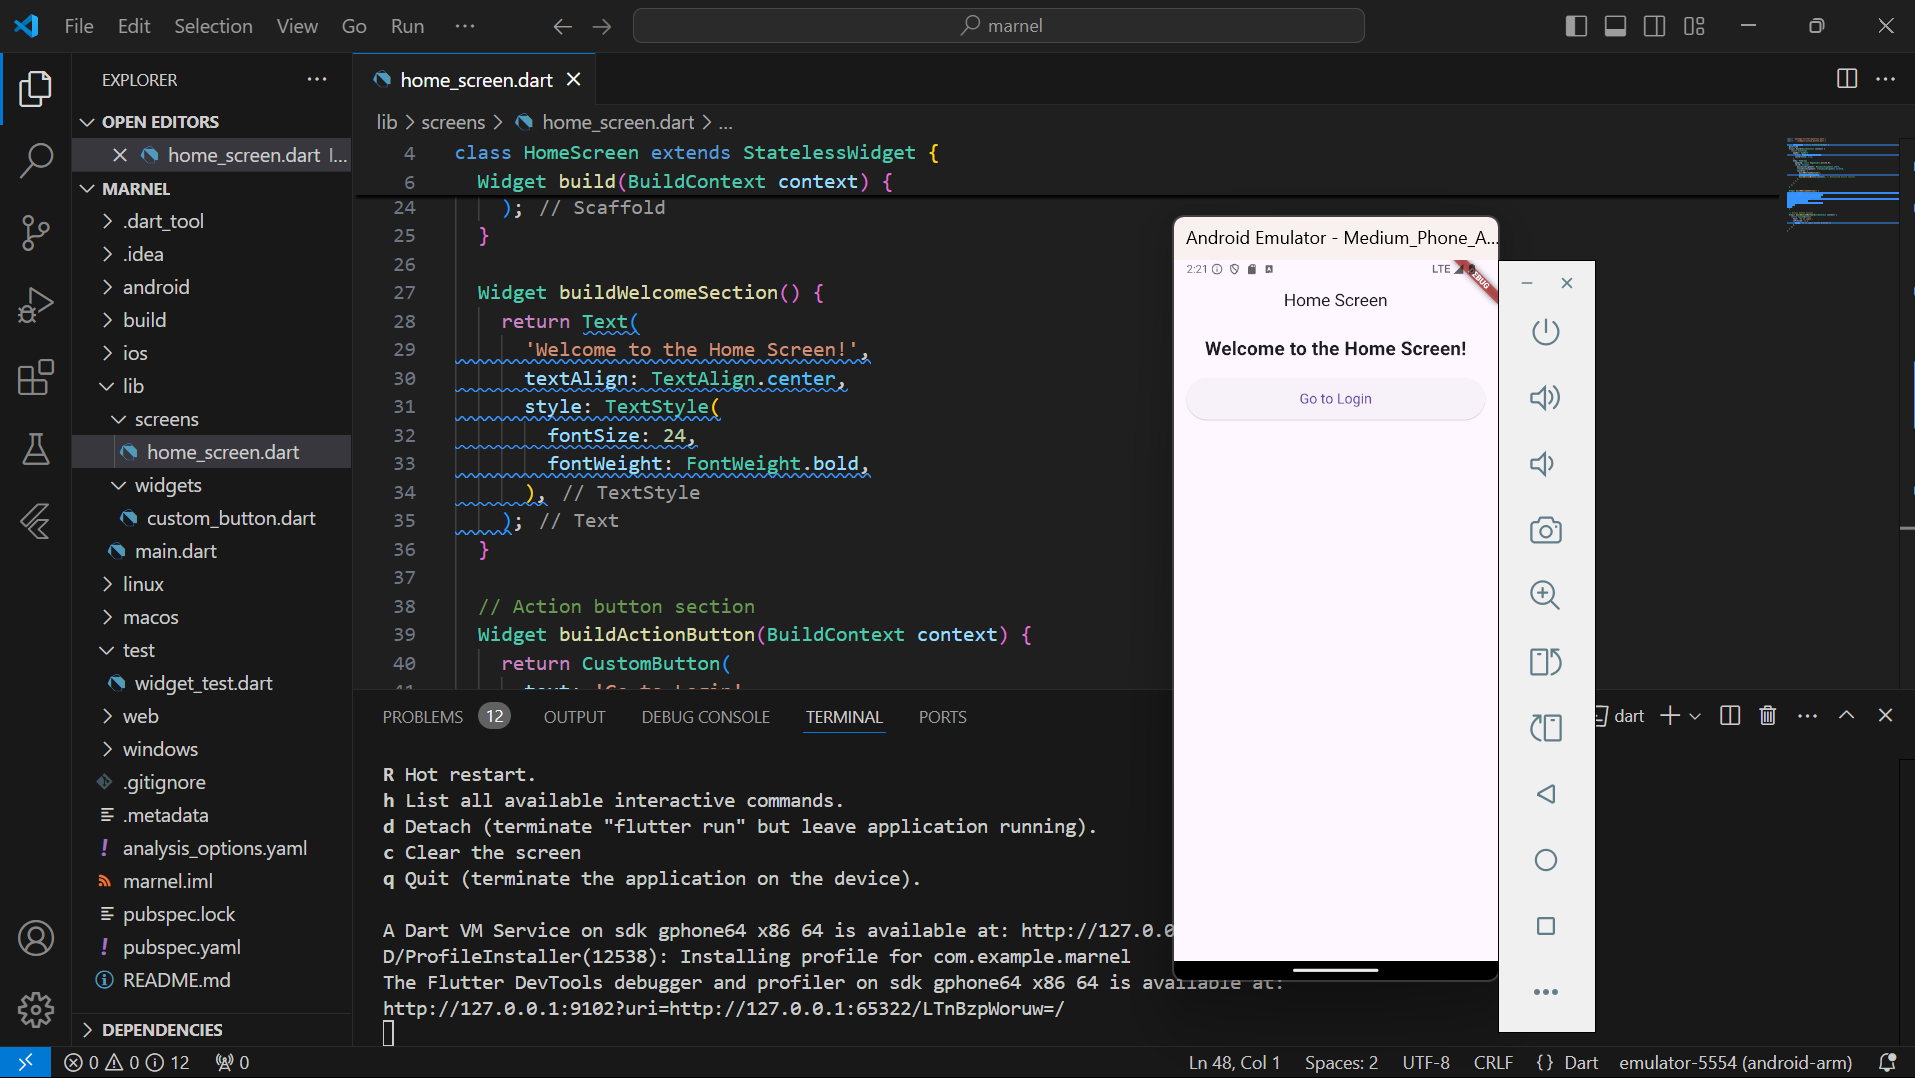 File Edit Selection View Go Run ···
marnel
EXPLORER
OPEN EDITORS
home_screen.dart l...
MARNEL
.dart_tool
.idea
android
build
ios
lib
screens
home_screen.dart
widgets
custom_button.dart
main.dart
linux
macos
test
widget_test.dart
web
windows
.gitignore
.metadata
analysis_options.yaml
marnel.iml
pubspec.lock
pubspec.yaml
README.md
DEPENDENCIES
home_screen.dart
lib > screens > home_screen.dart > ...
4 class HomeScreen extends StatelessWidget {
6 Widget build(BuildContext context) {
24 ); // Scaffold
25 }
26
27 Widget buildWelcomeSection() {
28 return Text(
29 'Welcome to the Home Screen!',
30 textAlign: TextAlign.center,
31 style: TextStyle(
32 fontSize: 24,
33 fontWeight: FontWeight.bold,
34 ), // TextStyle
35 ); // Text
36 }
37
38 // Action button section
39 Widget buildActionButton(BuildContext context) {
40 return CustomButton(
41 text: 'Go to Login'
PROBLEMS 12 OUTPUT DEBUG CONSOLE TERMINAL PORTS
dart
R Hot restart.
h List all available interactive commands.
d Detach (terminate "flutter run" but leave application running).
c Clear the screen
q Quit (terminate the application on the device).
A Dart VM Service on sdk gphone64 x86 64 is available at: http://127.0.0
D/ProfileInstaller(12538): Installing profile for com.example.marnel
The Flutter DevTools debugger and profiler on sdk gphone64 x86 64 is available at:
http://127.0.0.1:9102?uri=http://127.0.0.1:65322/LTnBzpWoruw=/
Android Emulator - Medium_Phone_A...
2:21 LTE
Home Screen
Welcome to the Home Screen!
Go to Login
0 0 12 0
Ln 48, Col 1 Spaces: 2 UTF-8 CRLF {} Dart emulator-5554 (android-arm)